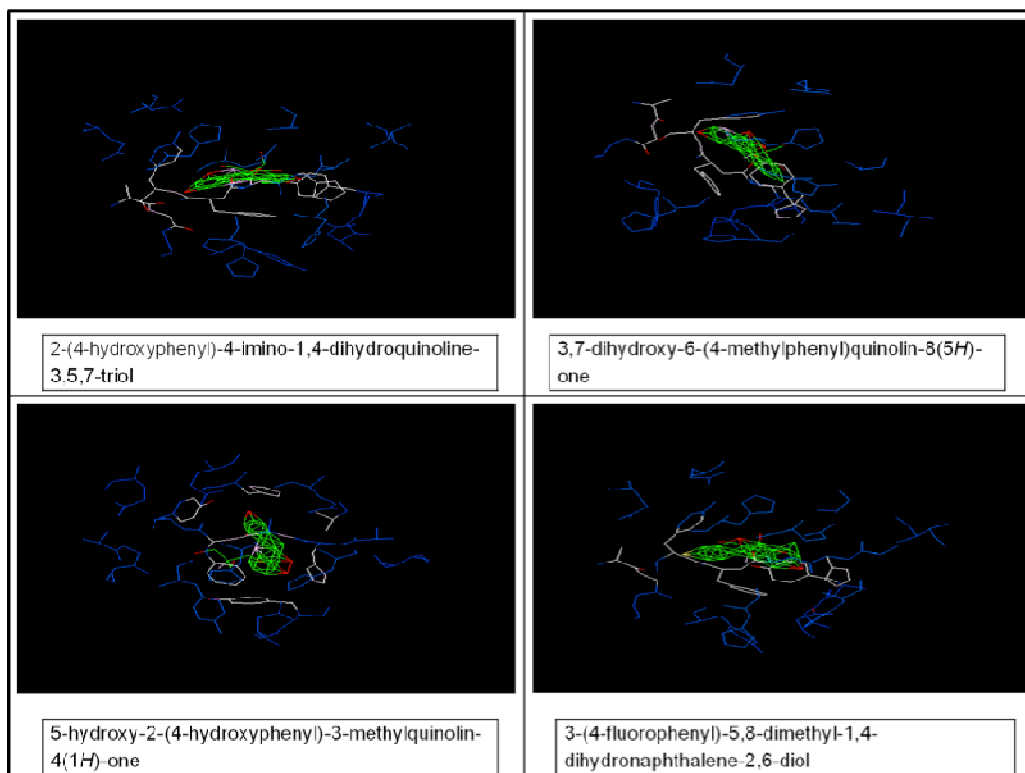 2-(4-hydroxyphenyl)-4-imino-1,4-dihydroquinoline-
3,5,7-triol
3,7-dihydroxy-6-(4-methylphenyl)quinolin-8(5H)-
one
5-hydroxy-2-(4-hydroxyphenyl)-3-methylquinolin-
4(1H)-one
3-(4-fluorophenyl)-5,8-dimethyl-1,4-
dihydronaphthalene-2,6-diol